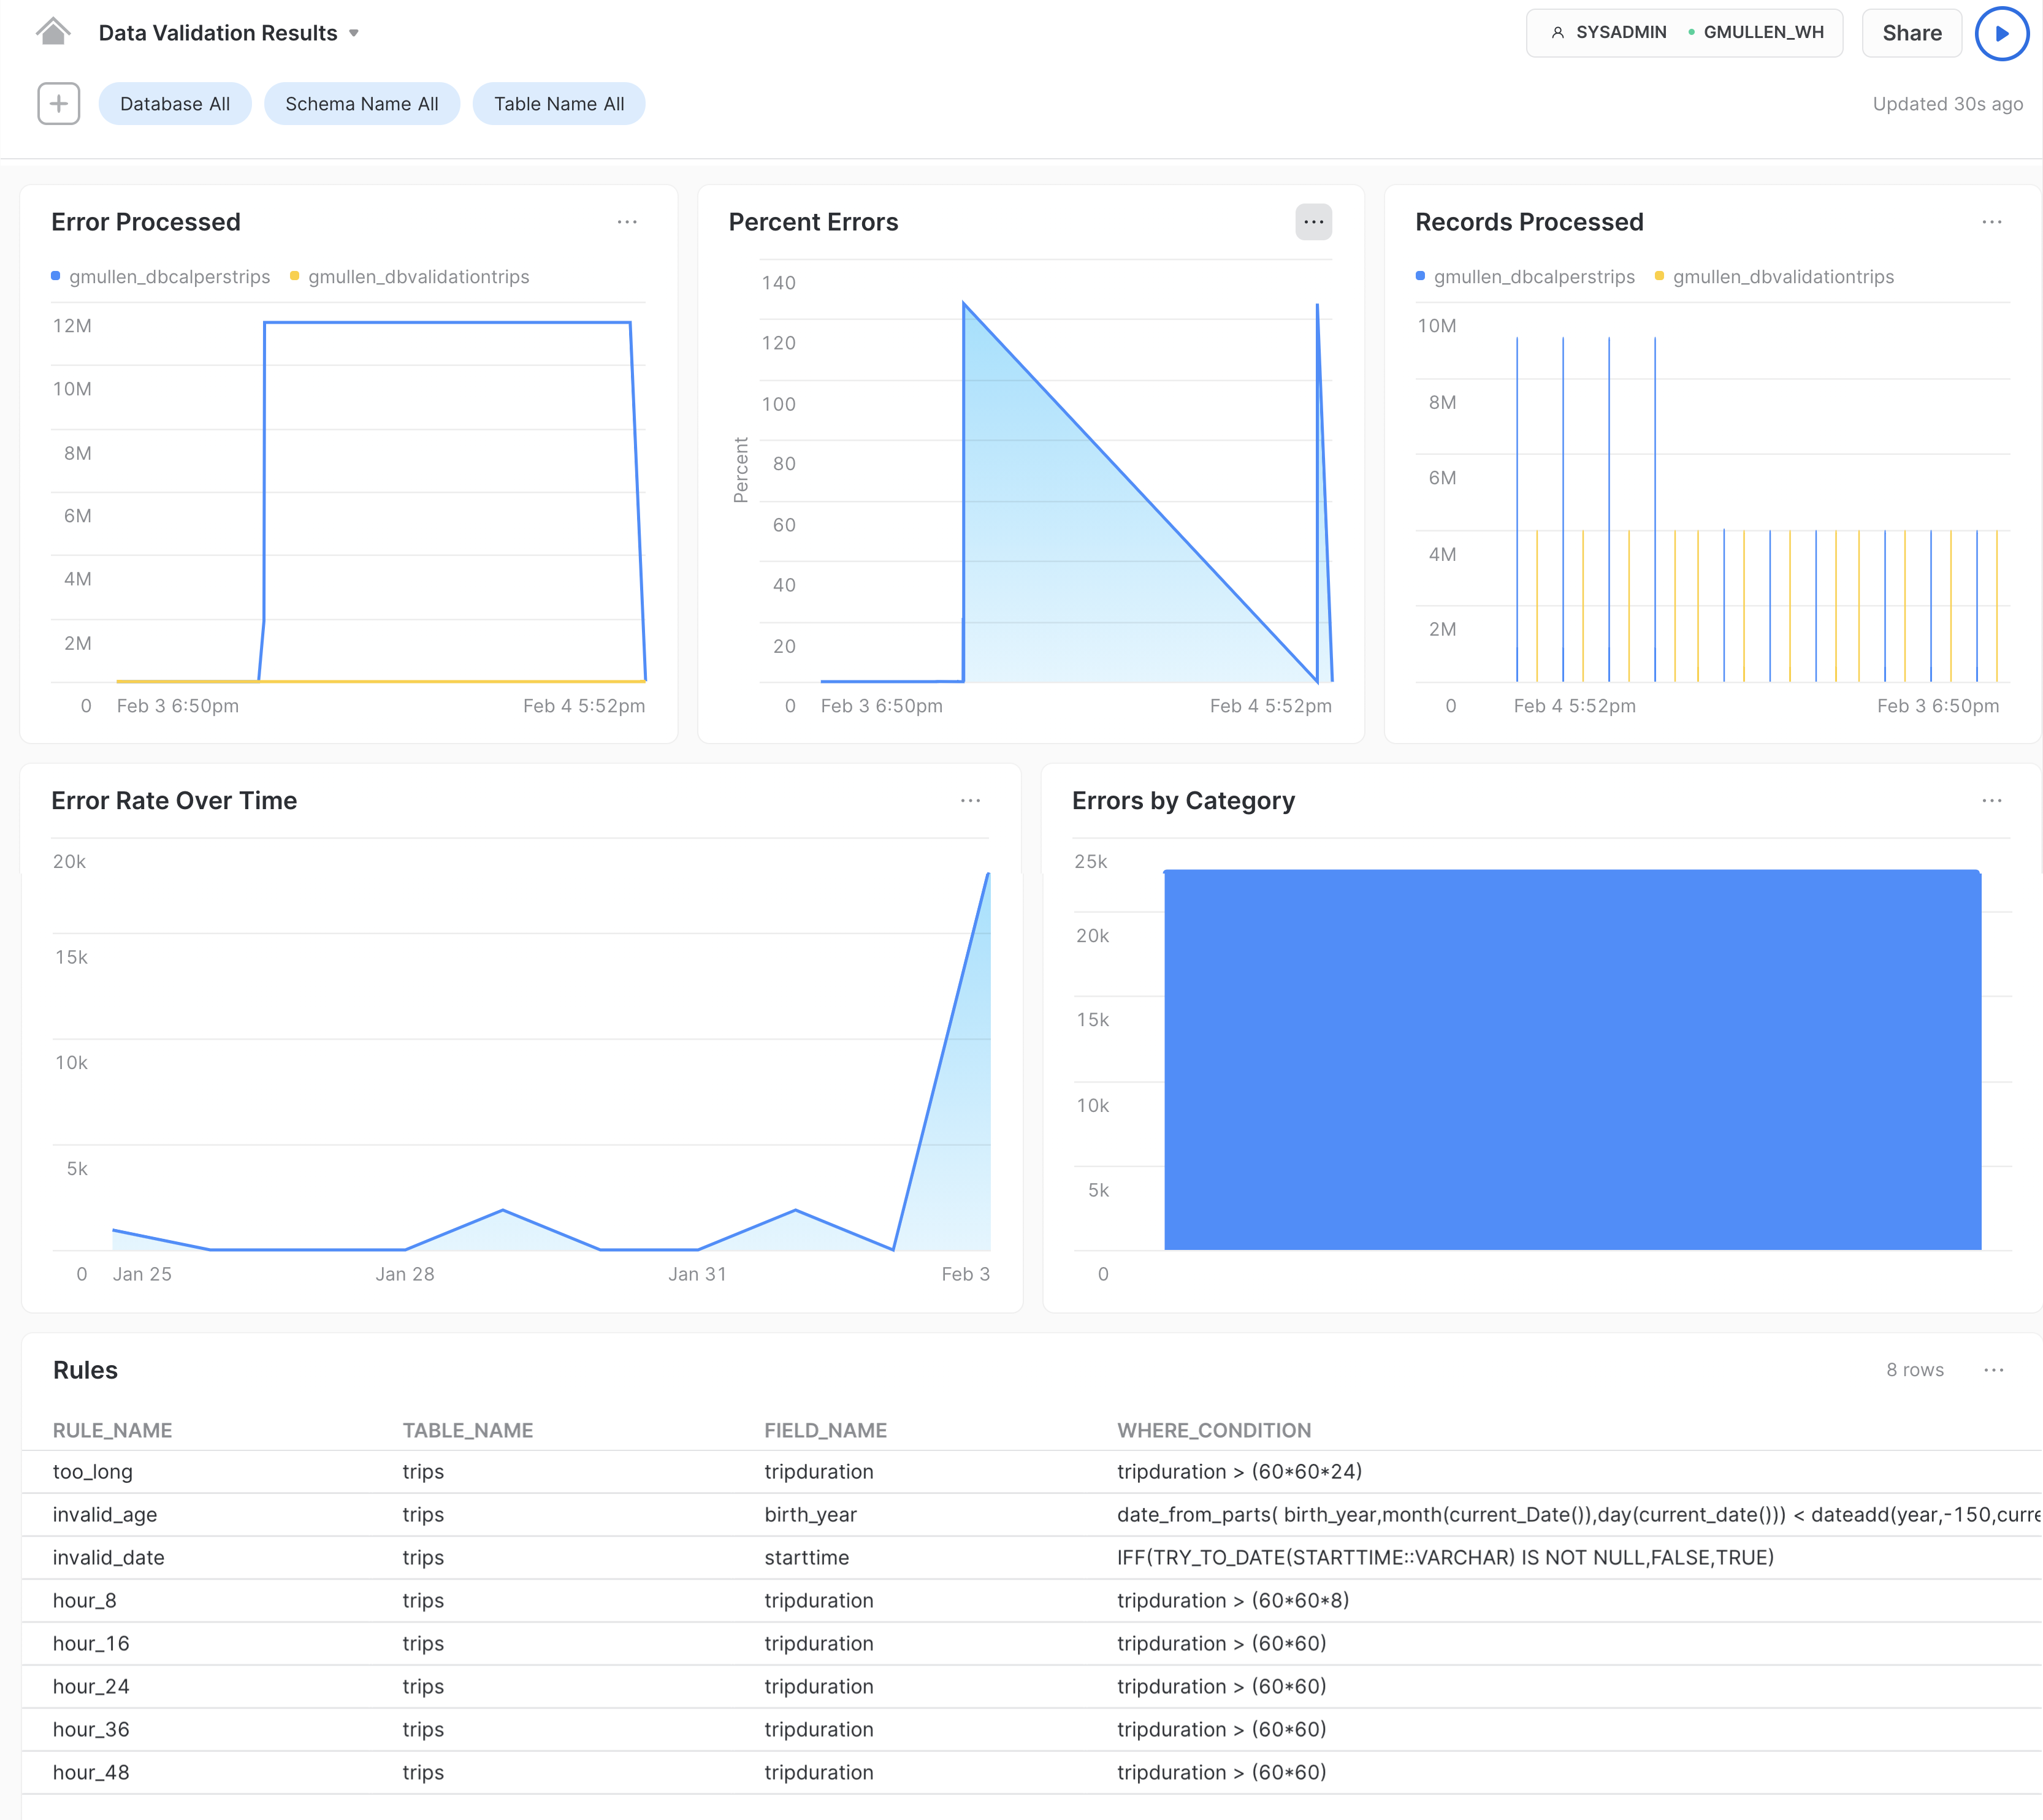 Data Validation Results
SYSADMIN GMULLEN_WH
Share
Database All
Schema Name All
Table Name All
Updated 30s ago
Error Processed
gmullen_dbcalperstrips gmullen_dbvalidationtrips
12M
10M
8M
6M
4M
2M
0
Feb 3 6:50pm
Feb 4 5:52pm
Percent Errors
Percent
140
120
100
80
60
40
20
0
Feb 3 6:50pm
Feb 4 5:52pm
Records Processed
gmullen_dbcalperstrips gmullen_dbvalidationtrips
10M
8M
6M
4M
2M
0
Feb 4 5:52pm
Feb 3 6:50pm
Error Rate Over Time
20k
15k
10k
5k
0
Jan 25
Jan 28
Jan 31
Feb 3
Errors by Category
25k
20k
15k
10k
5k
0
Rules
8 rows
RULE_NAME TABLE_NAME FIELD_NAME WHERE_CONDITION
too_long trips tripduration tripduration > (60*60*24)
invalid_age trips birth_year date_from_parts( birth_year,month(current_Date()),day(current_date())) < dateadd(year,-150,curre
invalid_date trips starttime IFF(TRY_TO_DATE(STARTTIME::VARCHAR) IS NOT NULL,FALSE,TRUE)
hour_8 trips tripduration tripduration > (60*60*8)
hour_16 trips tripduration tripduration > (60*60)
hour_24 trips tripduration tripduration > (60*60)
hour_36 trips tripduration tripduration > (60*60)
hour_48 trips tripduration tripduration > (60*60)